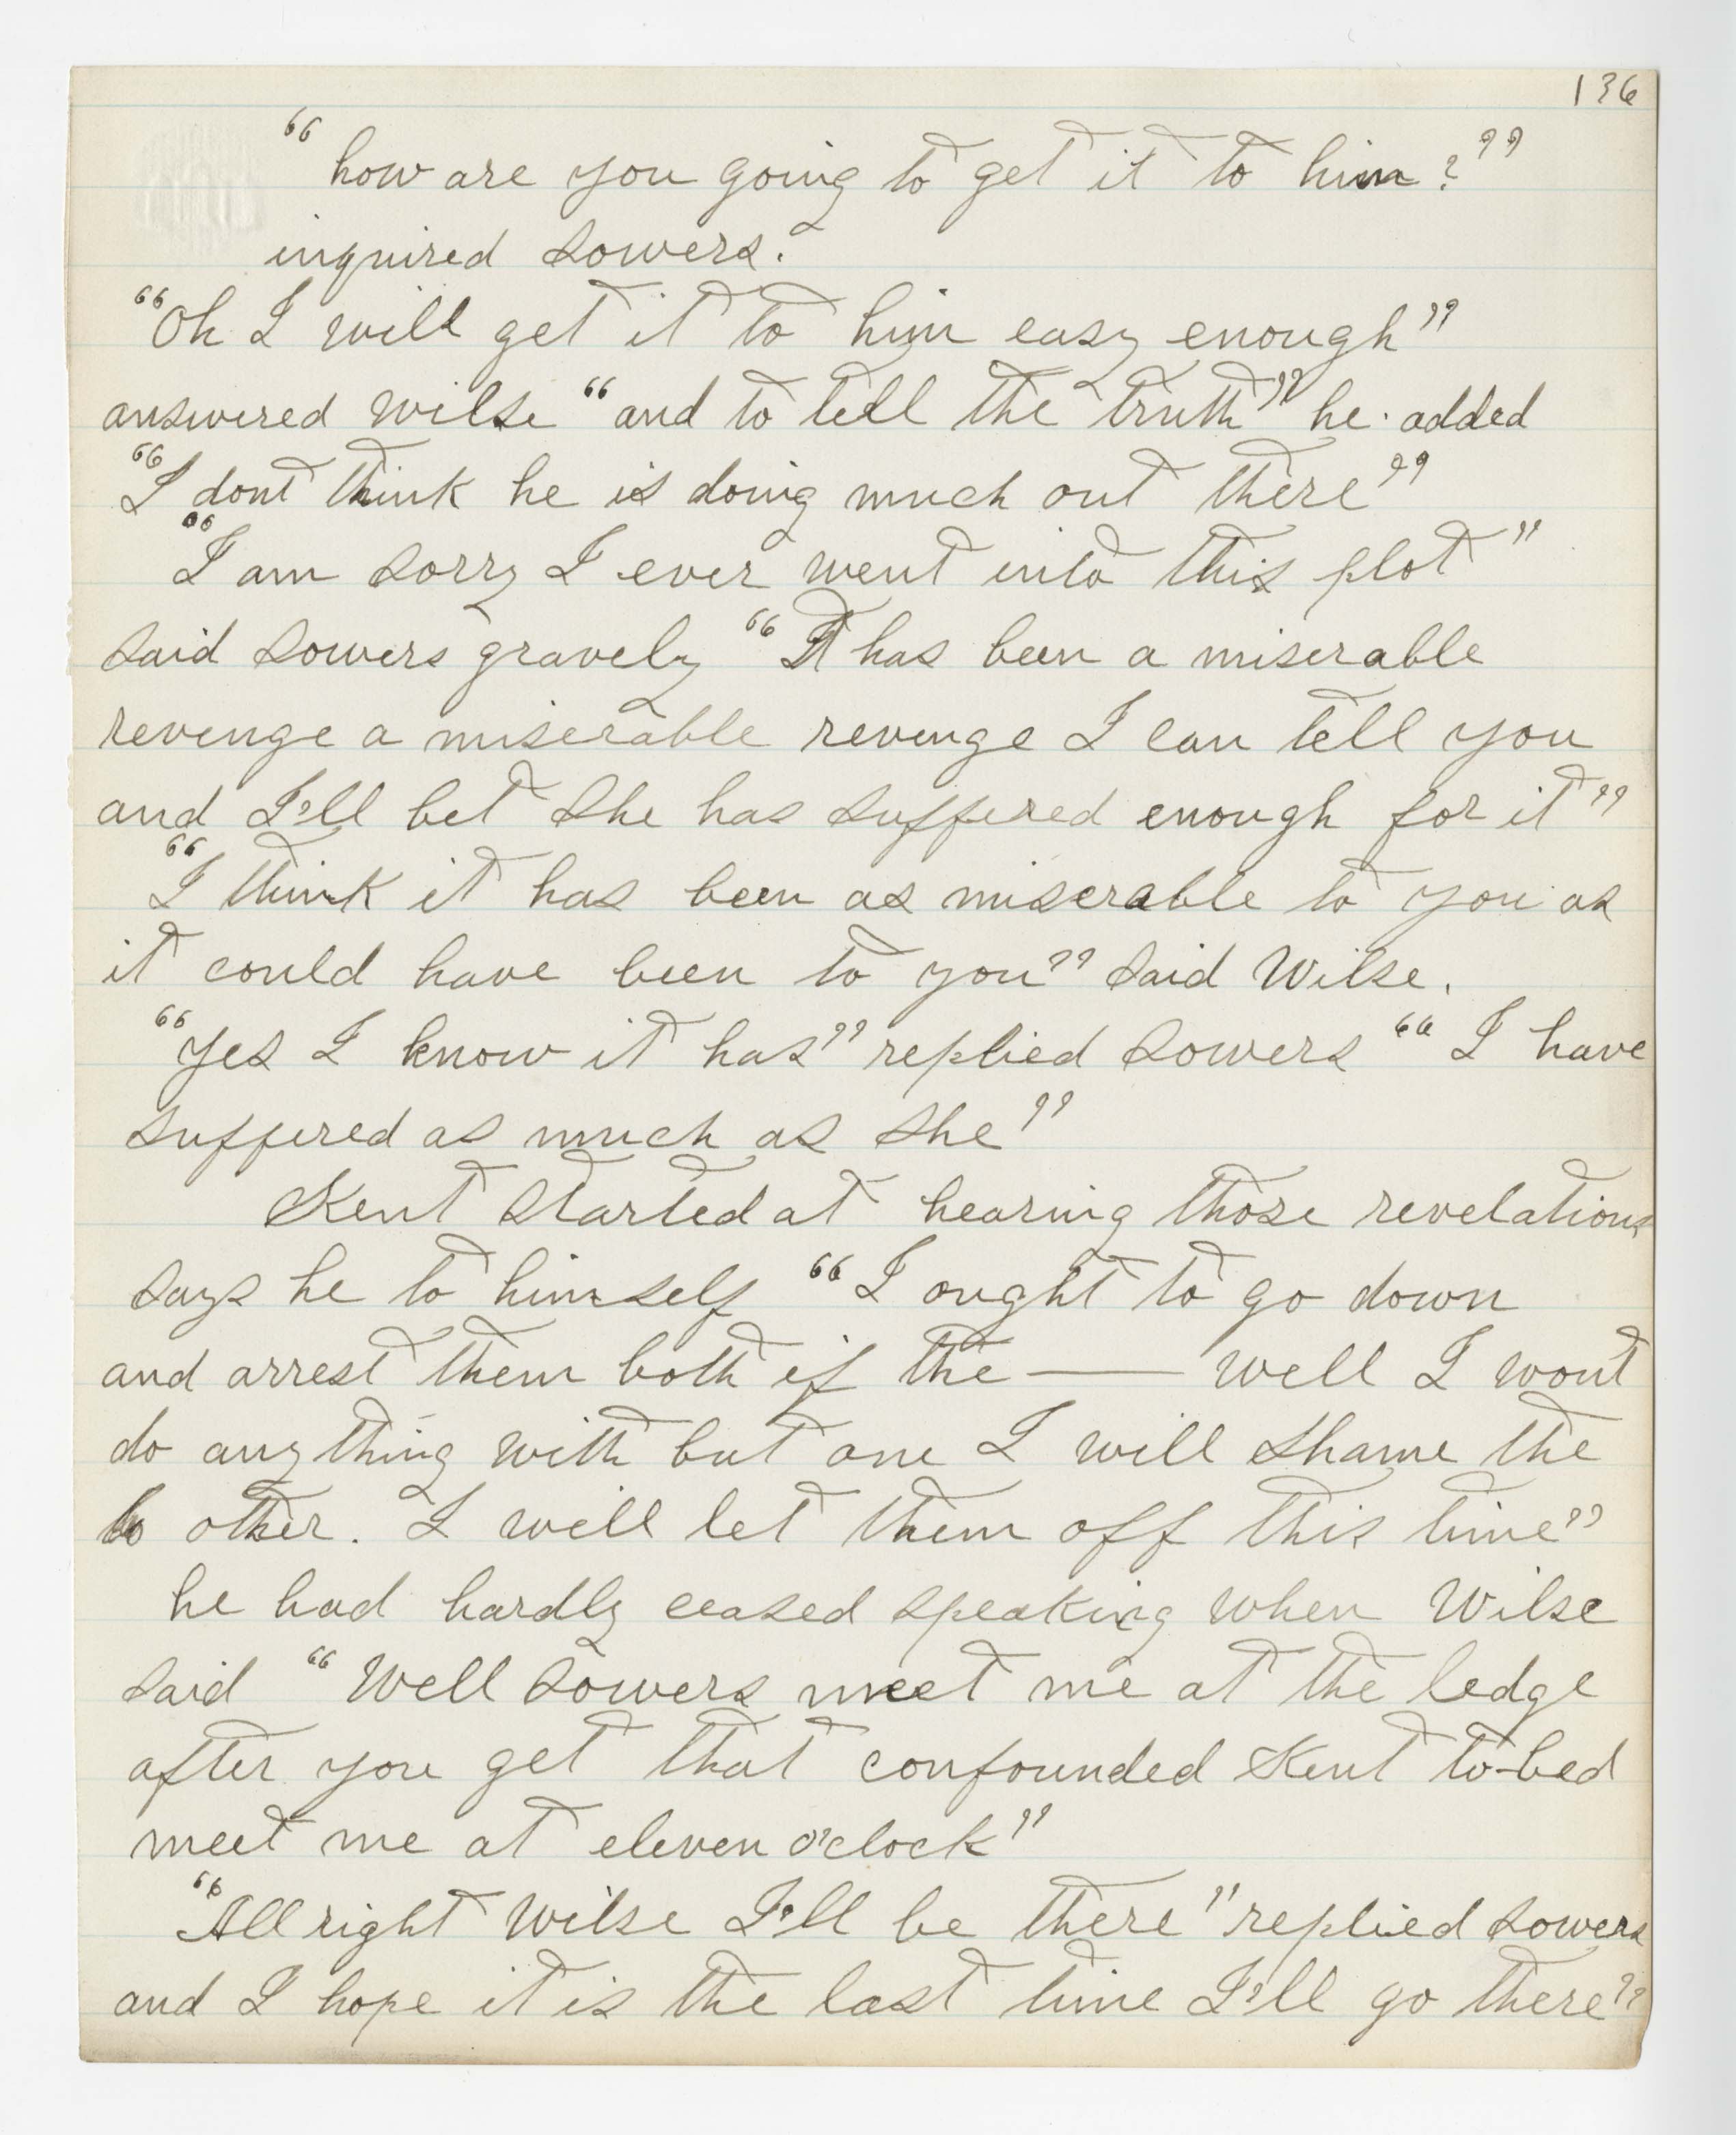 136
"how are you going to get it to him?"
inquired Sowers.
"Oh I will get it to him easy enough"
answered Wilse "and to tell the truth" he added
"I dont think he is doing much out there"
"I am sorry I ever went into this plot"
said Sowers gravely "It has been a miserable
revenge a miserable revenge I can tell you
and I'll bet she has suffered enough for it"
"I think it has been as miserable to you as
it could have been to you" said Wilse.
"Yes I know it has" replied Sowers "I have
suffered as much as she"
Kent started at hearing those revelations
says he to himself "I ought to go down
and arrest them both if the — well I wont
do any thing with but one I will shame the
other. I will let them off this time"
he had hardly ceased speaking when Wilse
said "Well Sowers meet me at the ledge
after you get that confounded Kent to-bed
meet me at eleven o'clock"
"All right Wilse I'll be there" replied Sowers
and I hope it is the last time I'll go there"